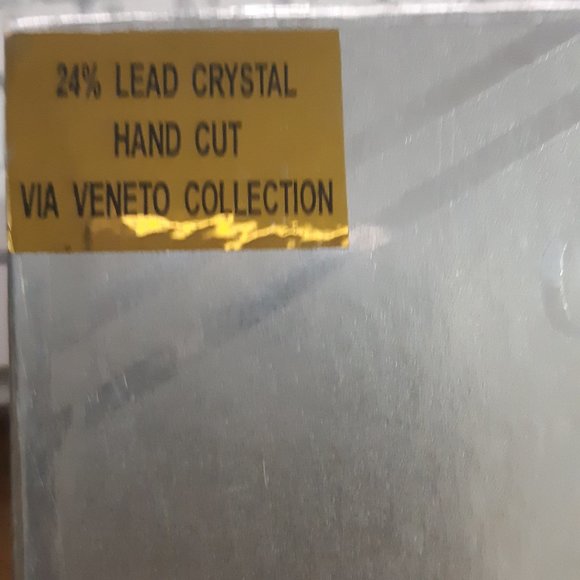 24% LEAD CRYSTAL
HAND CUT
VIA VENETO COLLECTION